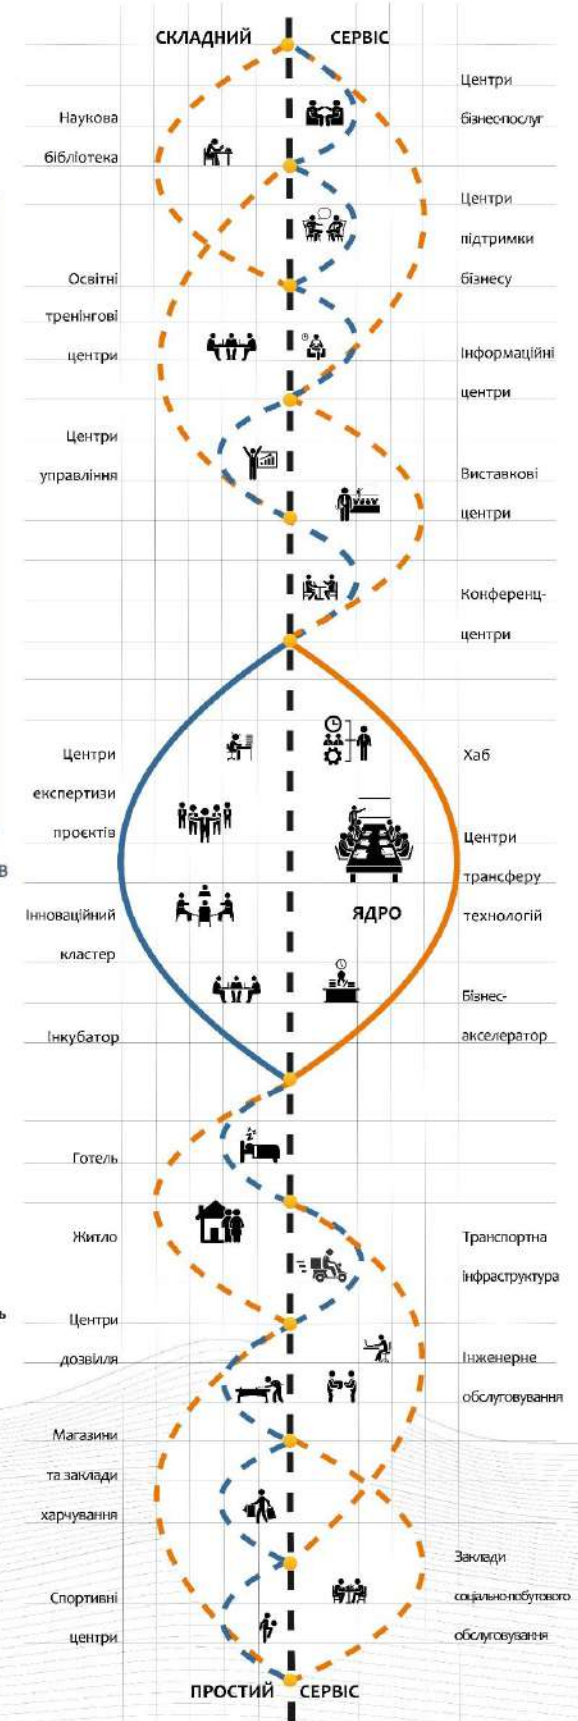 СКЛАДНИЙ СЕРВІС
Центри
бізнес-послуг
Наукова
бібліотека
Центри
підтримки
бізнесу
Освітні
тренінгові
центри
Інформаційні
центри
Центри
управління
Виставкові
центри
Конференц-
центри
Центри
експертизи
проєктів
Хаб
Центри
трансферу
технологій
ЯДРО
В
Інноваційний
кластер
Бізнес-
акселератор
Інкубатор
Готель
Житло
Транспортна
інфраструктура
ь
Центри
дозвілля
Інженерне
обслуговування
Магазини
та заклади
харчування
Заклади
соціально-побутового
обслуговування
Спортивні
центри
ПРОСТИЙ СЕРВІС